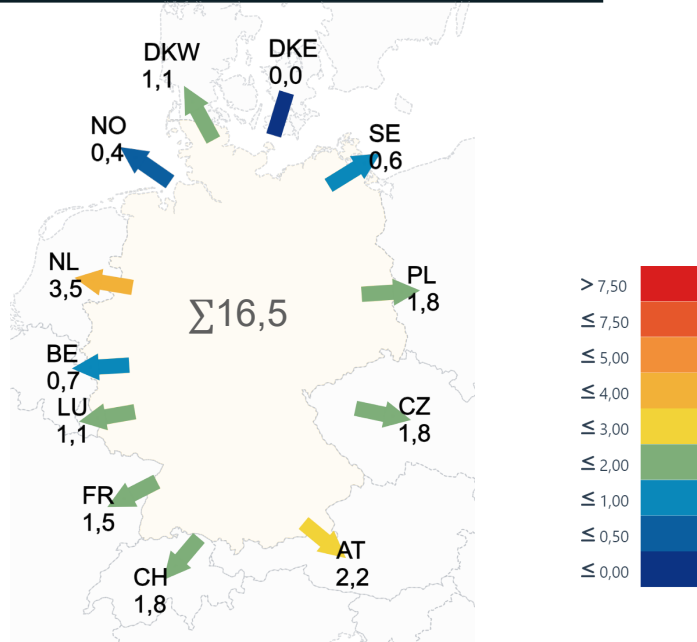 DKW
1,1
DKE
0,0
NO
0,4
SE
0,6
NL
3,5
PL
1,8
∑16,5
BE
0,7
LU
1,1
CZ
1,8
FR
1,5
AT
2,2
CH
1,8
> 7,50
≤ 7,50
≤ 5,00
≤ 4,00
≤ 3,00
≤ 2,00
≤ 1,00
≤ 0,50
≤ 0,00